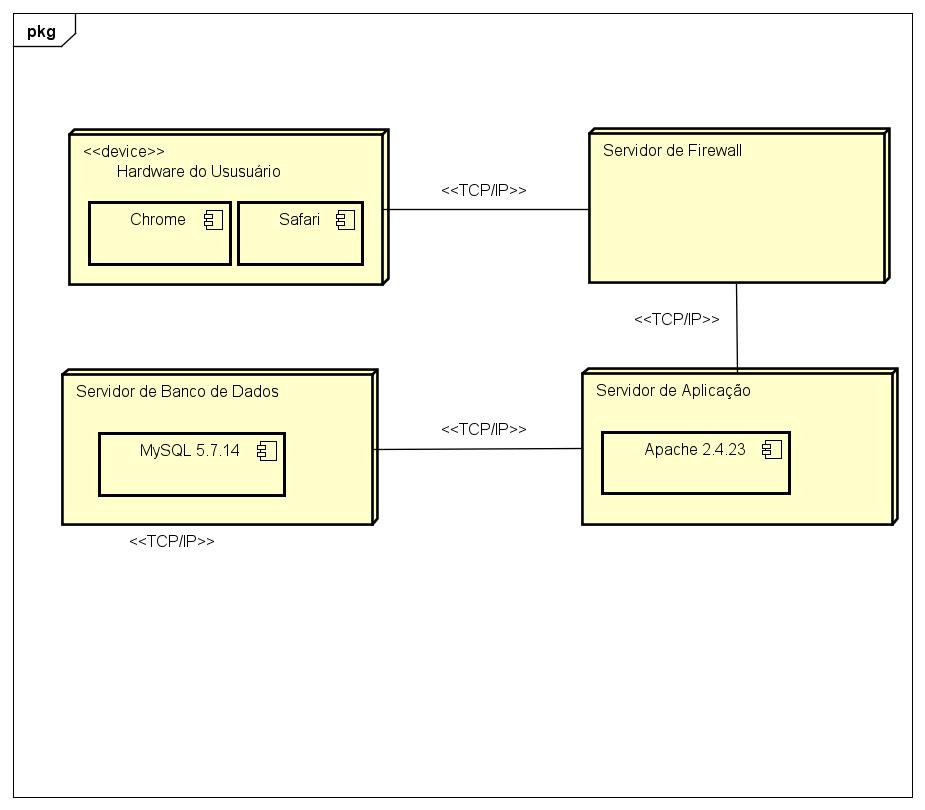 pkg
<<device>>
Hardware do Ususuário
Chrome
Safari
<<TCP/IP>>
Servidor de Firewall
<<TCP/IP>>
Servidor de Banco de Dados
MySQL 5.7.14
<<TCP/IP>>
Servidor de Aplicação
Apache 2.4.23
<<TCP/IP>>